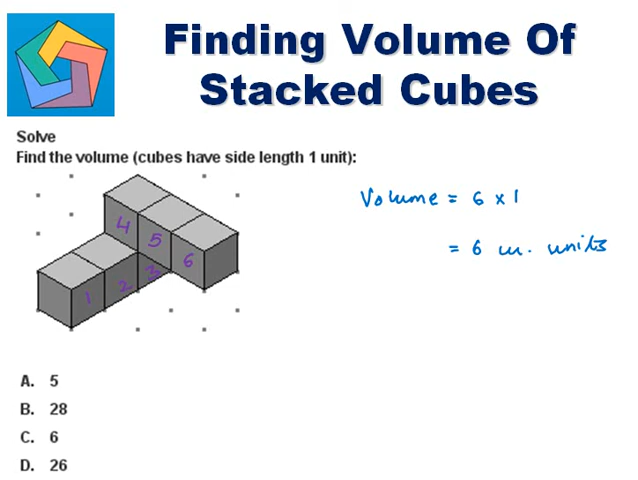 Finding Volume Of
Stacked Cubes
Solve
Find the volume (cubes have side length 1 unit):
Volume = 6 x 1
= 6 cu. units
4
5
6
1
2
3
A. 5
B. 28
C. 6
D. 26